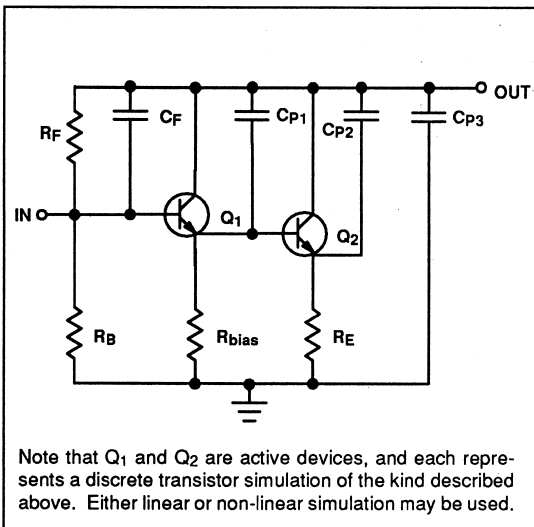 OUT
RF
CF
CP1
CP2
CP3
IN
Q1
Q2
RB
Rbias
RE
Note that Q1 and Q2 are active devices, and each repre-
sents a discrete transistor simulation of the kind described
above. Either linear or non-linear simulation may be used.